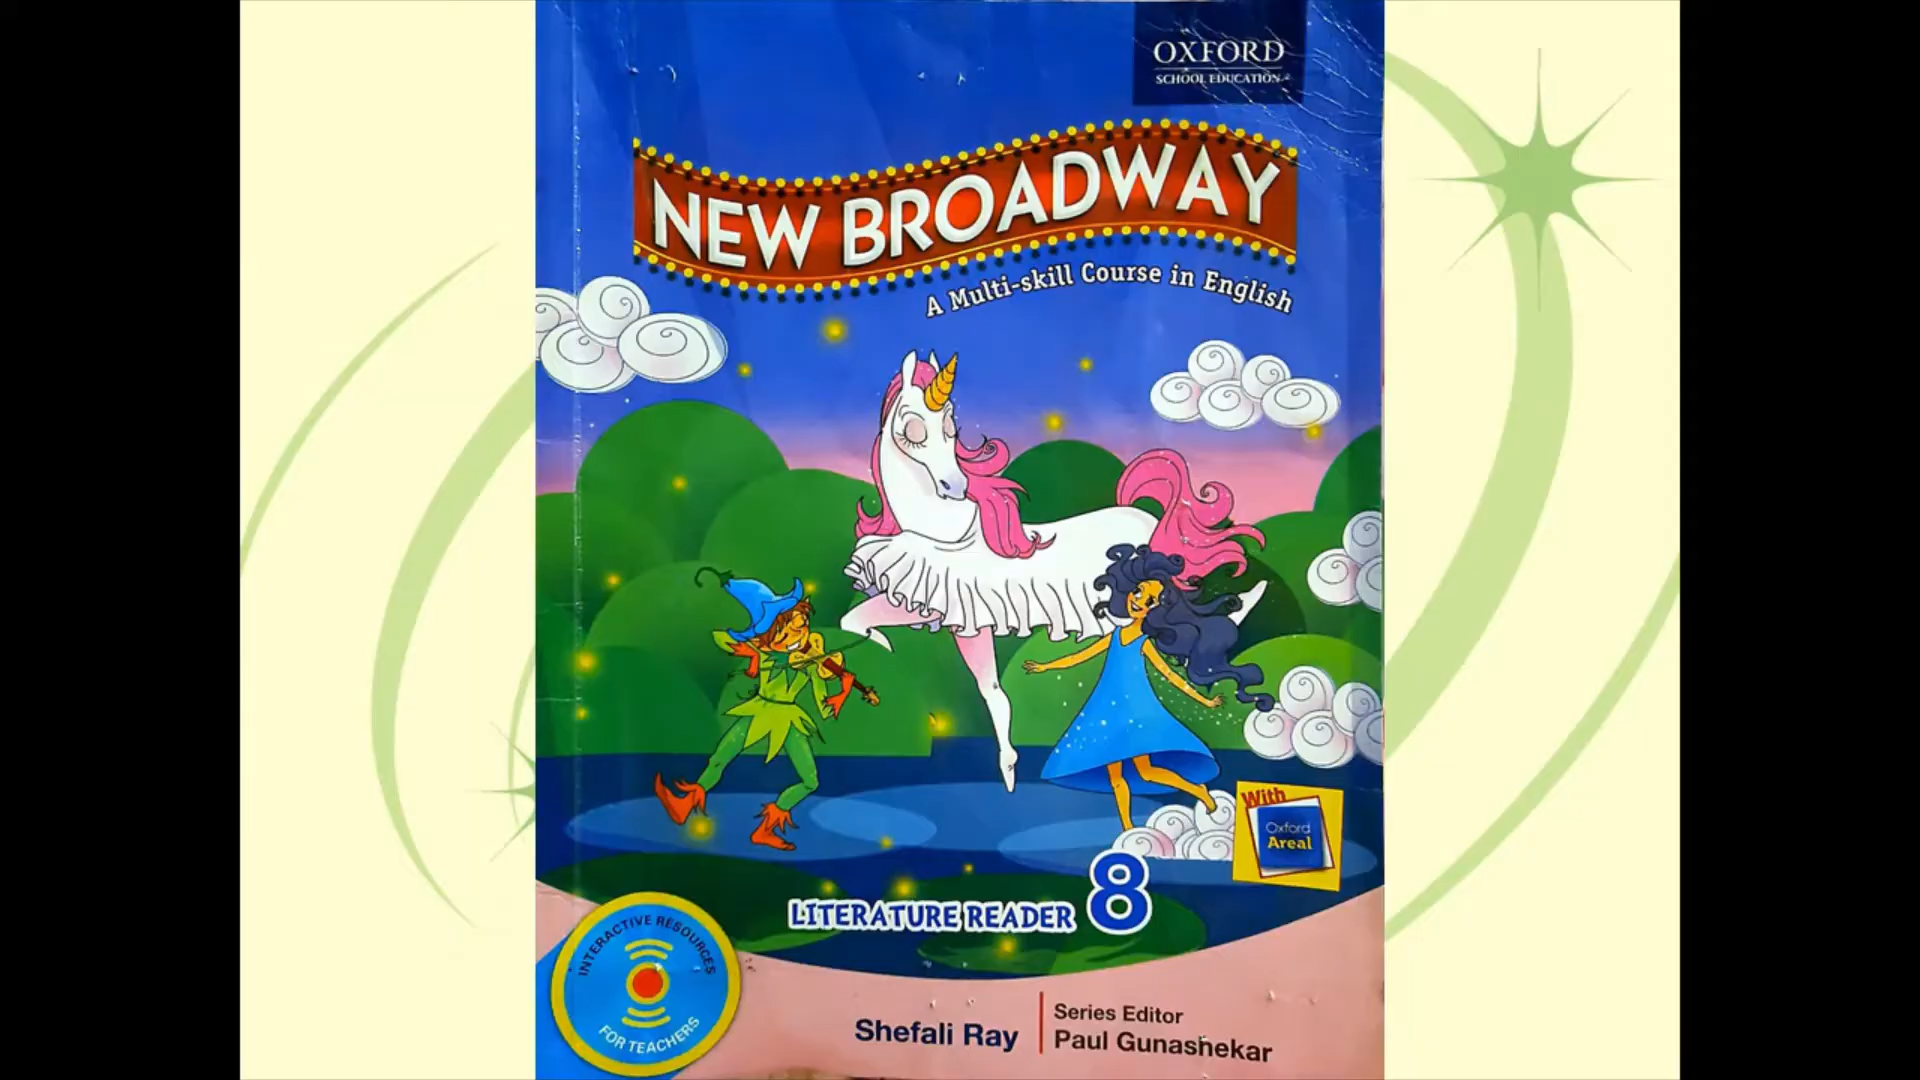 OXFORD
SCHOOL EDUCATION
NEW BROADWAY
A Multi-skill Course in English
With
Oxford
Areal
LITERATURE READER 8
INTERACTIVE RESOURCES
FOR TEACHERS
Shefali Ray
Series Editor
Paul Gunashekar